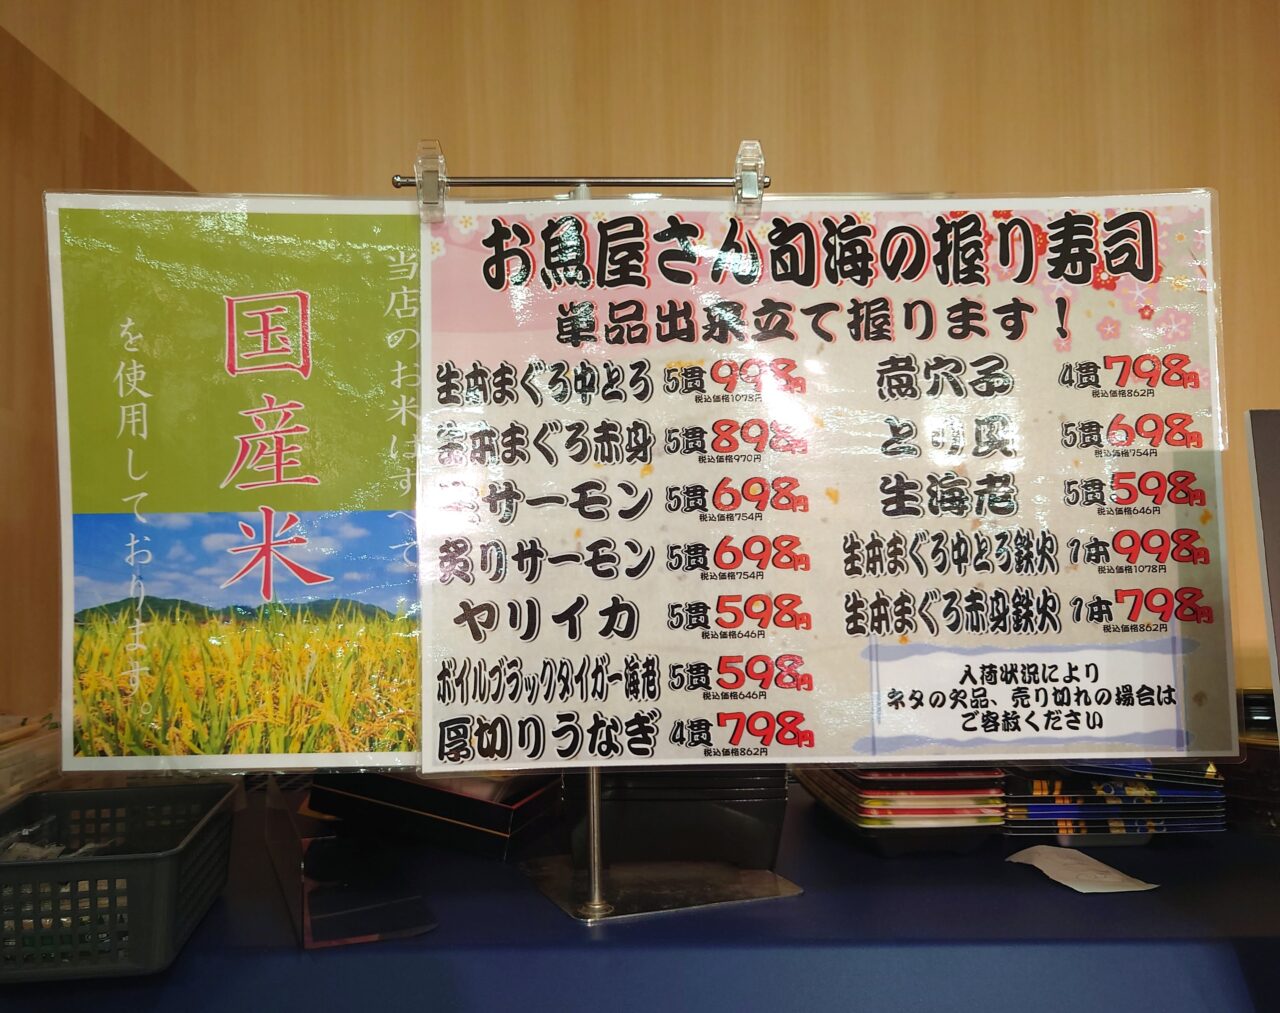 当店のお米はすべて
国産米
を使用しております。
お魚屋さん旬海の握り寿司
単品出来立て握ります！
生本まぐろ中とろ 5貫998円
税込価格1078円
生本まぐろ赤身 5貫898円
税込価格970円
生サーモン 5貫698円
税込価格754円
炙りサーモン 5貫698円
税込価格754円
ヤリイカ 5貫598円
税込価格646円
ボイルブラックタイガー海老 5貫598円
税込価格646円
厚切りうなぎ 4貫798円
税込価格862円
煮穴子 4貫798円
税込価格862円
とり貝 5貫698円
税込価格754円
生海老 5貫598円
税込価格646円
生本まぐろ中とろ鉄火 1本998円
税込価格1078円
生本まぐろ赤身鉄火 1本798円
税込価格862円
入荷状況により
ネタの欠品、売り切れの場合は
ご容赦ください